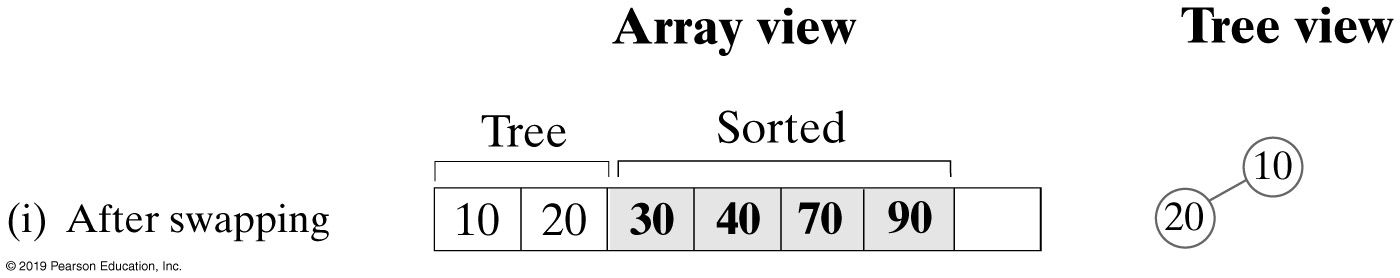 Array view Tree view
Tree Sorted
10
(i) After swapping 10 20 30 40 70 90 20
© 2019 Pearson Education, Inc.